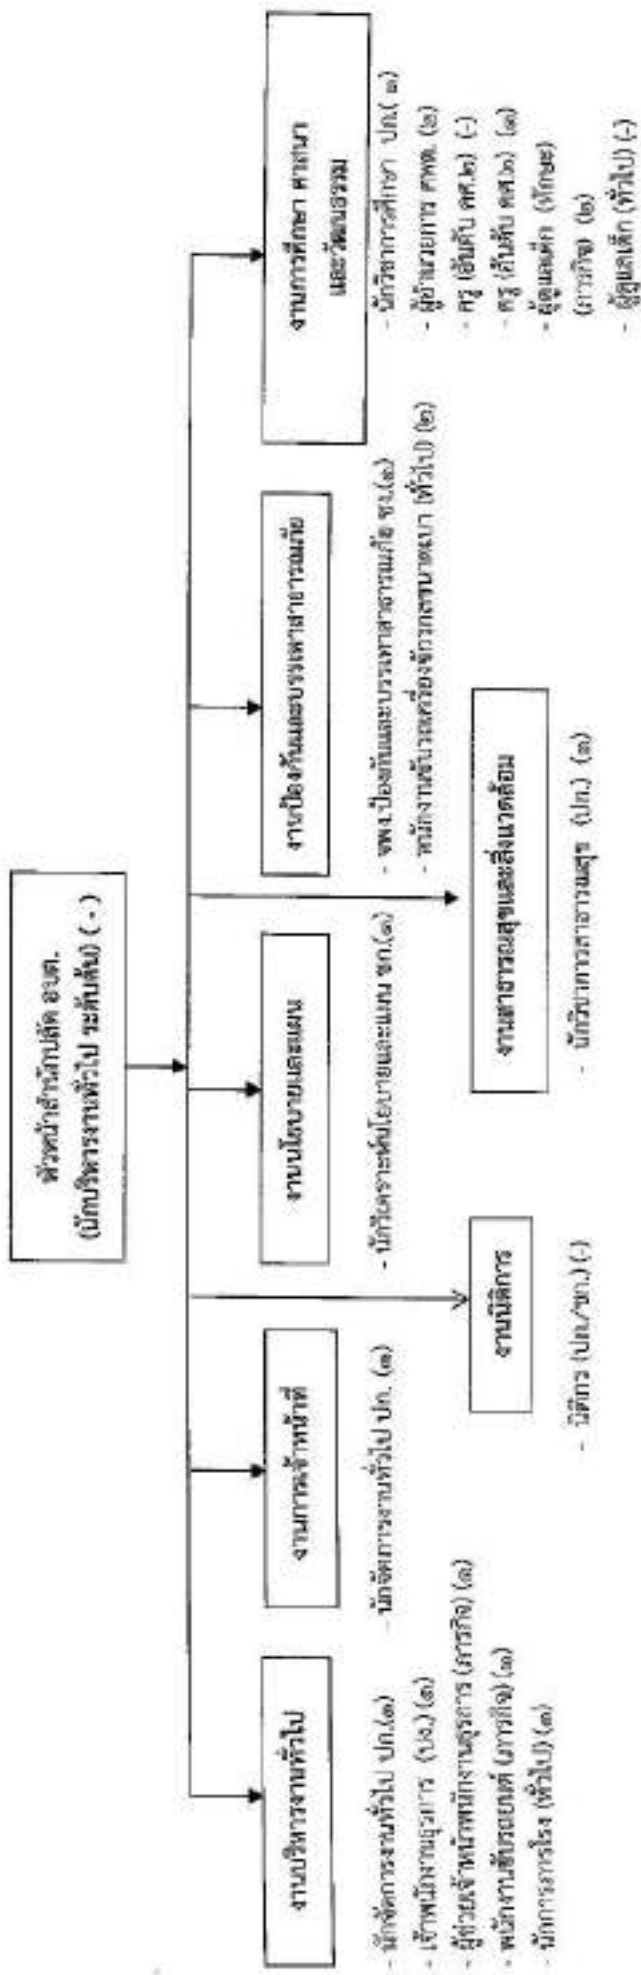 หัวหน้าสำนักปลัด อบต.
(นักบริหารงานทั่วไป ระดับต้น) ( - )
งานบริหารงานทั่วไป
- นักจัดการงานทั่วไป ปก.(๑)
- เจ้าพนักงานธุรการ (ปง.) (๑)
- ผู้ช่วยเจ้าหน้าพนักงานธุรการ (ภารกิจ) (๑)
- พนักงานขับรถยนต์ (ภารกิจ) (๑)
- นักการภารโรง (ทั่วไป) (๑)
งานการเจ้าหน้าที่
- นักจัดการงานทั่วไป ปก. (๑)
งานนโยบายและแผน
- นักวิเคราะห์นโยบายและแผน ชก.(๑)
งานป้องกันและบรรเทาสาธารณภัย
- จพง.ป้องกันและบรรเทาสาธารณภัย ชง.(๑)
- พนักงานขับรถเครื่องจักรกลขนาดเบา (ทั่วไป) (๒)
งานการศึกษา ศาสนา
และวัฒนธรรม
- นักวิชาการศึกษา ปก.( ๑)
- ผู้อำนวยการ ศพด. (๒)
- ครู (อันดับ คศ.๒) (-)
- ครู (อันดับ คศ.๑) (๑)
- ผู้ดูแลเด็ก (ทักษะ)
(ภารกิจ) (๒)
- ผู้ดูแลเด็ก (ทั่วไป) (-)
งานนิติการ
- นิติกร (ปก./ชก.) (-)
งานสาธารณสุขและสิ่งแวดล้อม
- นักวิชาการสาธารณสุข (ปก.) (๑)